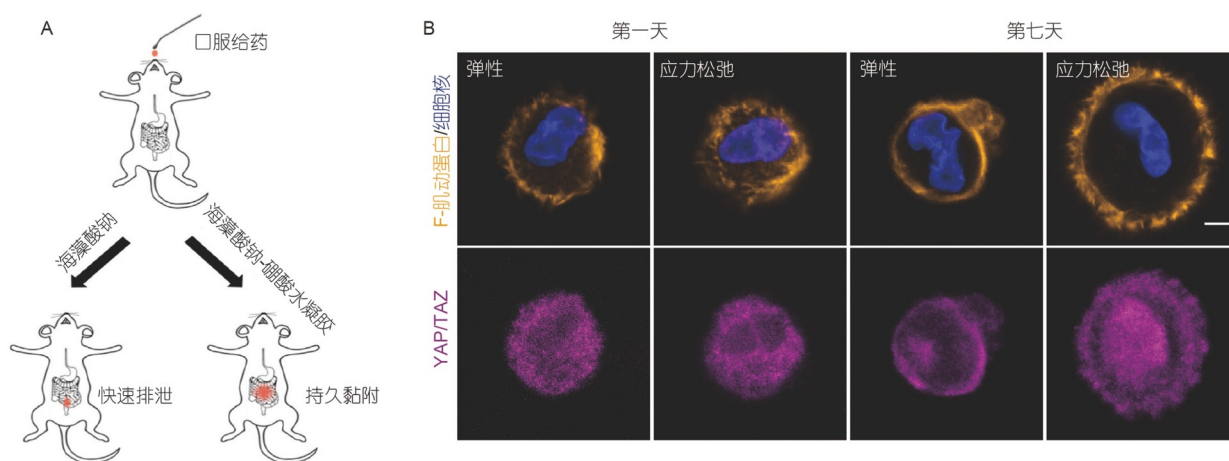 A
口服给药
海藻酸钠
海藻酸钠-硼酸水凝胶
快速排泄
持久黏附
B
第一天
第七天
弹性
应力松弛
弹性
应力松弛
F-肌动蛋白/细胞核
YAP/TAZ